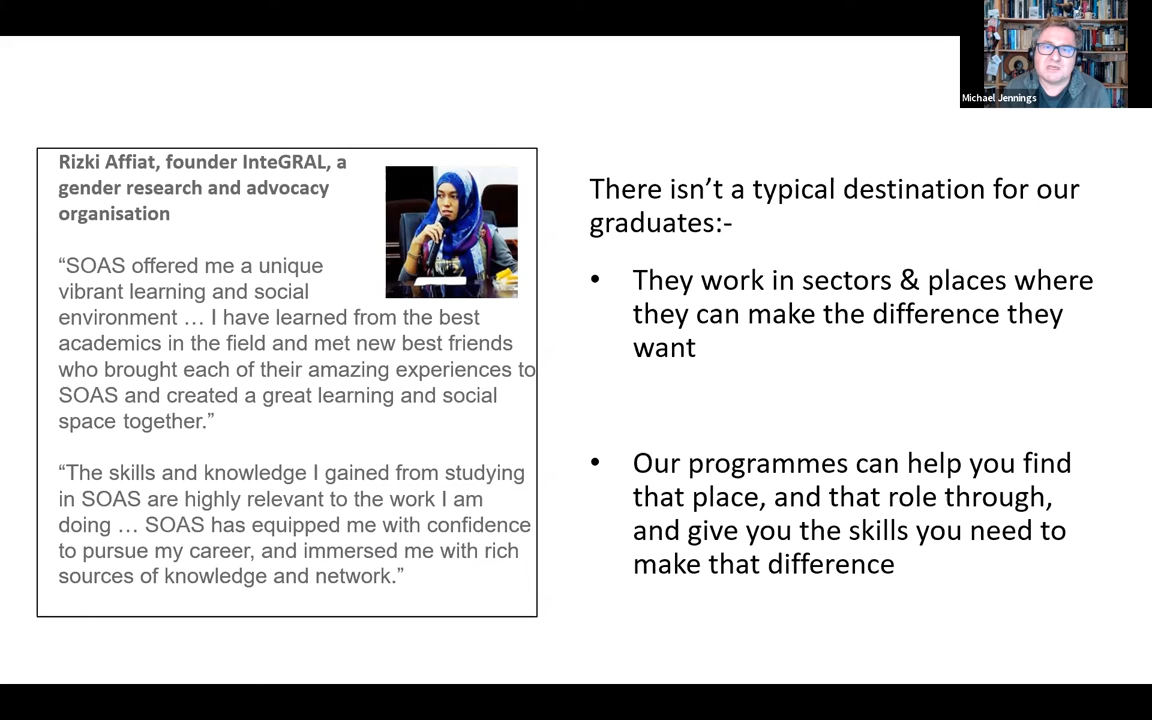 Michael Jennings
Rizki Affiat, founder InteGRAL, a
gender research and advocacy
organisation
“SOAS offered me a unique
vibrant learning and social
environment … I have learned from the best
academics in the field and met new best friends
who brought each of their amazing experiences to
SOAS and created a great learning and social
space together.”
“The skills and knowledge I gained from studying
in SOAS are highly relevant to the work I am
doing … SOAS has equipped me with confidence
to pursue my career, and immersed me with rich
sources of knowledge and network.”
There isn’t a typical destination for our
graduates:-
• They work in sectors & places where
they can make the difference they
want
• Our programmes can help you find
that place, and that role through,
and give you the skills you need to
make that difference